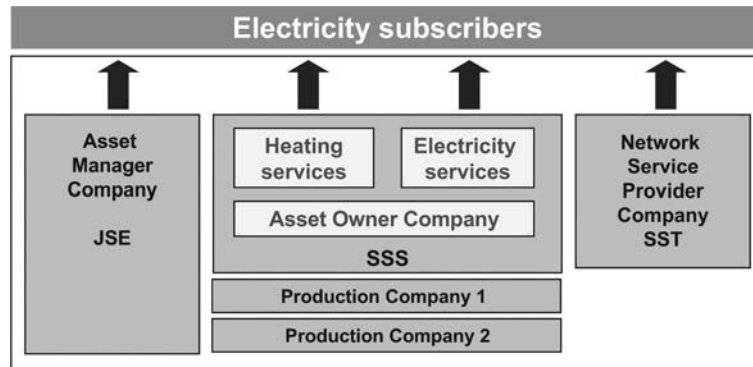 Electricity subscribers
Asset
Manager
Company
JSE
Heating
services
Electricity
services
Asset Owner Company
SSS
Production Company 1
Production Company 2
Network
Service
Provider
Company
SST